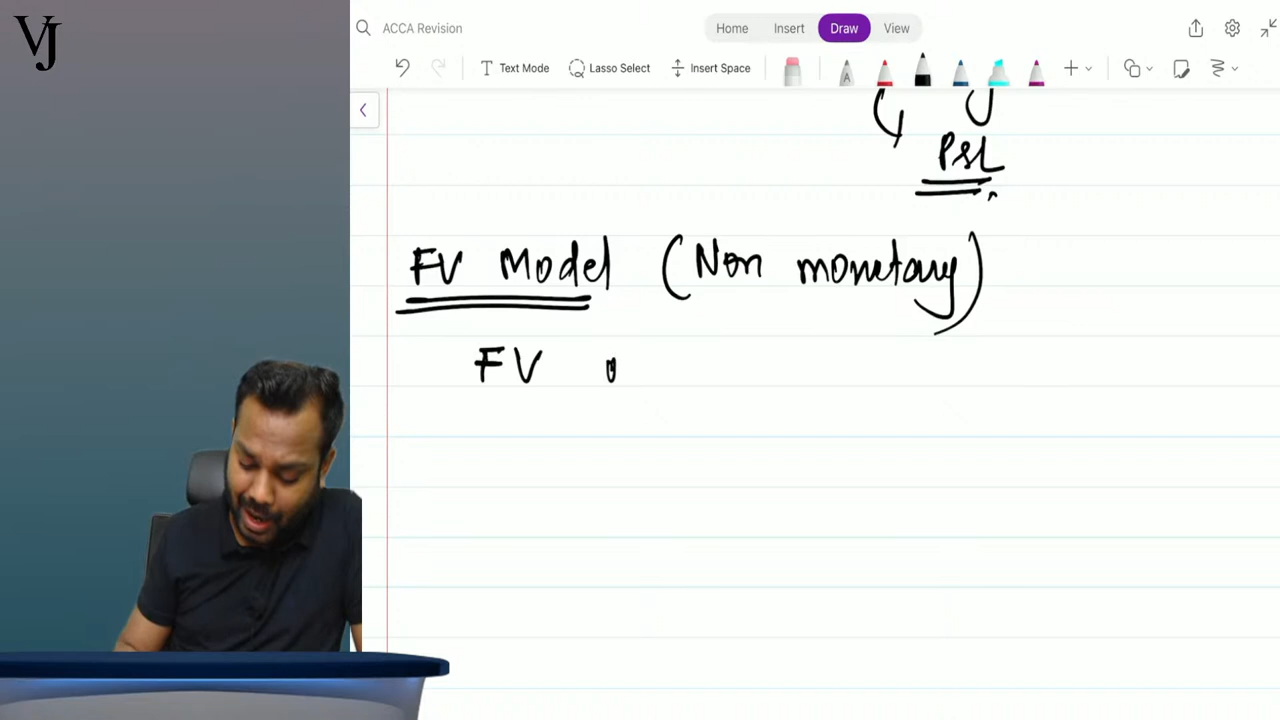 VJ
ACCA Revision
Home Insert Draw View
Text Mode Lasso Select Insert Space
A
P&L
FV Model (Non monetary)
FV